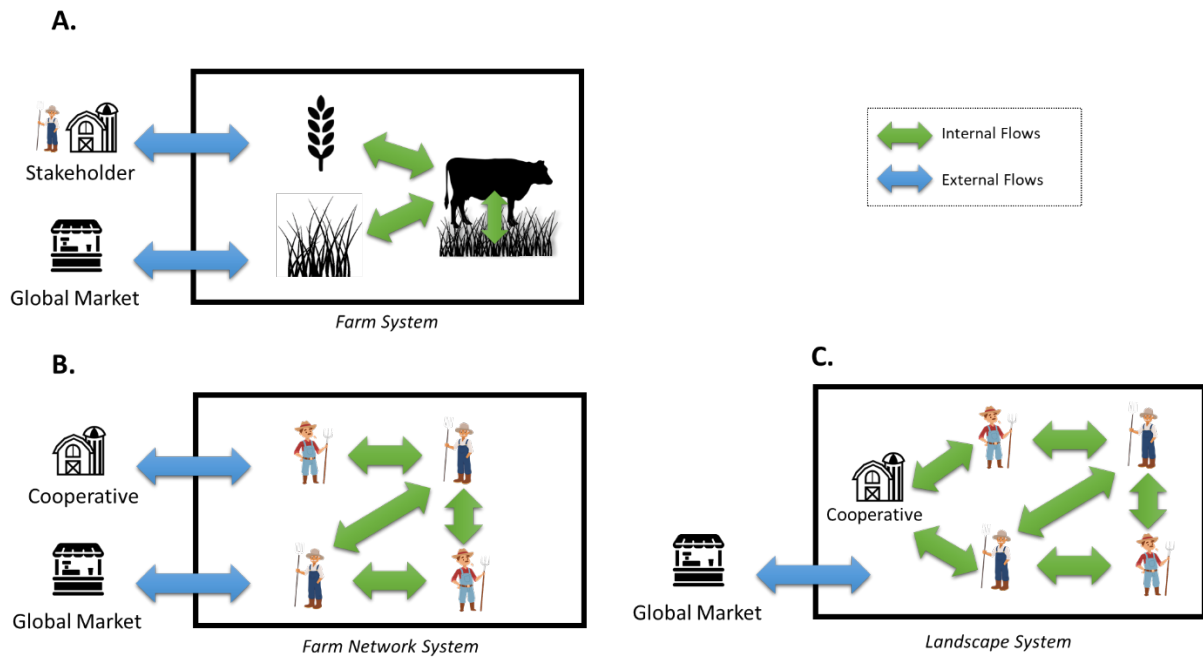 A.
Stakeholder
Global Market
Farm System
Internal Flows
External Flows
B.
Cooperative
Global Market
Farm Network System
C.
Cooperative
Global Market
Landscape System